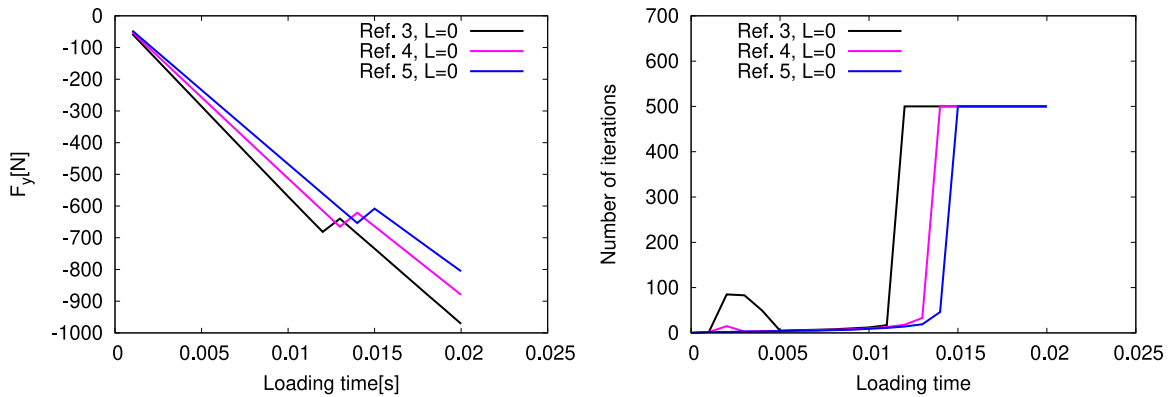 0
-100
-200
-300
-400
-500
-600
-700
-800
-900
-1000
F_y[N]
Ref. 3, L=0
Ref. 4, L=0
Ref. 5, L=0
0 0.005 0.01 0.015 0.02 0.025
Loading time[s]
700
600
500
400
300
200
100
0
Number of iterations
Ref. 3, L=0
Ref. 4, L=0
Ref. 5, L=0
0 0.005 0.01 0.015 0.02 0.025
Loading time